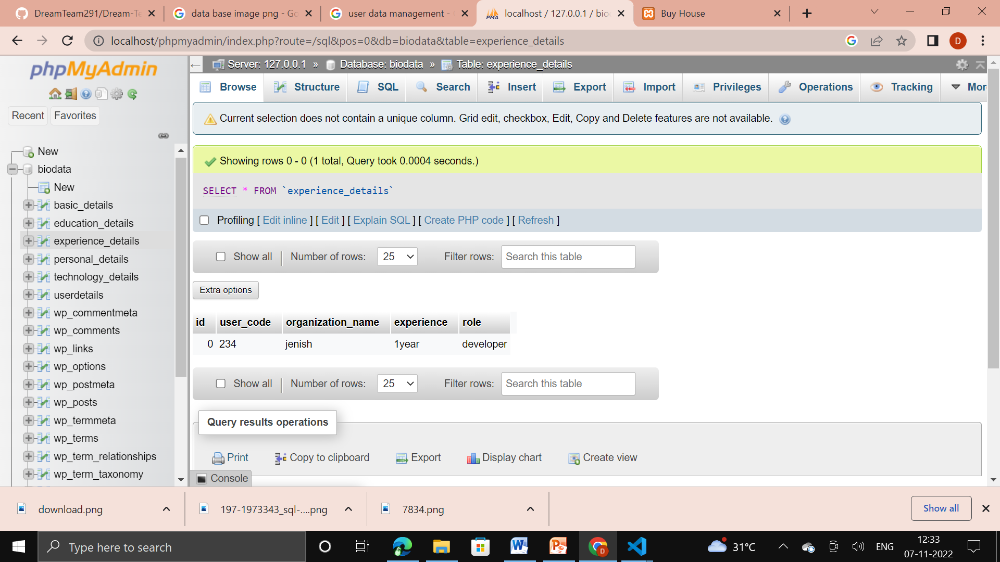 DreamTeam291/Dream-Te
data base image png - Go
user data management -
localhost / 127.0.0.1 / bio
Buy House
localhost/phpmyadmin/index.php?route=/sql&pos=0&db=biodata&table=experience_details
D
phpMyAdmin
Recent
Favorites
New
biodata
New
basic_details
education_details
experience_details
personal_details
technology_details
userdetails
wp_commentmeta
wp_comments
wp_links
wp_options
wp_postmeta
wp_posts
wp_termmeta
wp_terms
wp_term_relationships
wp_term_taxonomy
Server: 127.0.0.1 » Database: biodata » Table: experience_details
Browse Structure SQL Search Insert Export Import Privileges Operations Tracking Mor
Current selection does not contain a unique column. Grid edit, checkbox, Edit, Copy and Delete features are not available.
Showing rows 0 - 0 (1 total, Query took 0.0004 seconds.)
SELECT * FROM `experience_details`
Profiling [ Edit inline ] [ Edit ] [ Explain SQL ] [ Create PHP code ] [ Refresh ]
Show all | Number of rows: 25 Filter rows: Search this table
Extra options
id user_code organization_name experience role
0 234 jenish 1year developer
Show all | Number of rows: 25 Filter rows: Search this table
Query results operations
Print Copy to clipboard Export Display chart Create view
Console
download.png
197-1973343_sql-....png
7834.png
Show all
Type here to search
31°C
ENG
12:33
07-11-2022